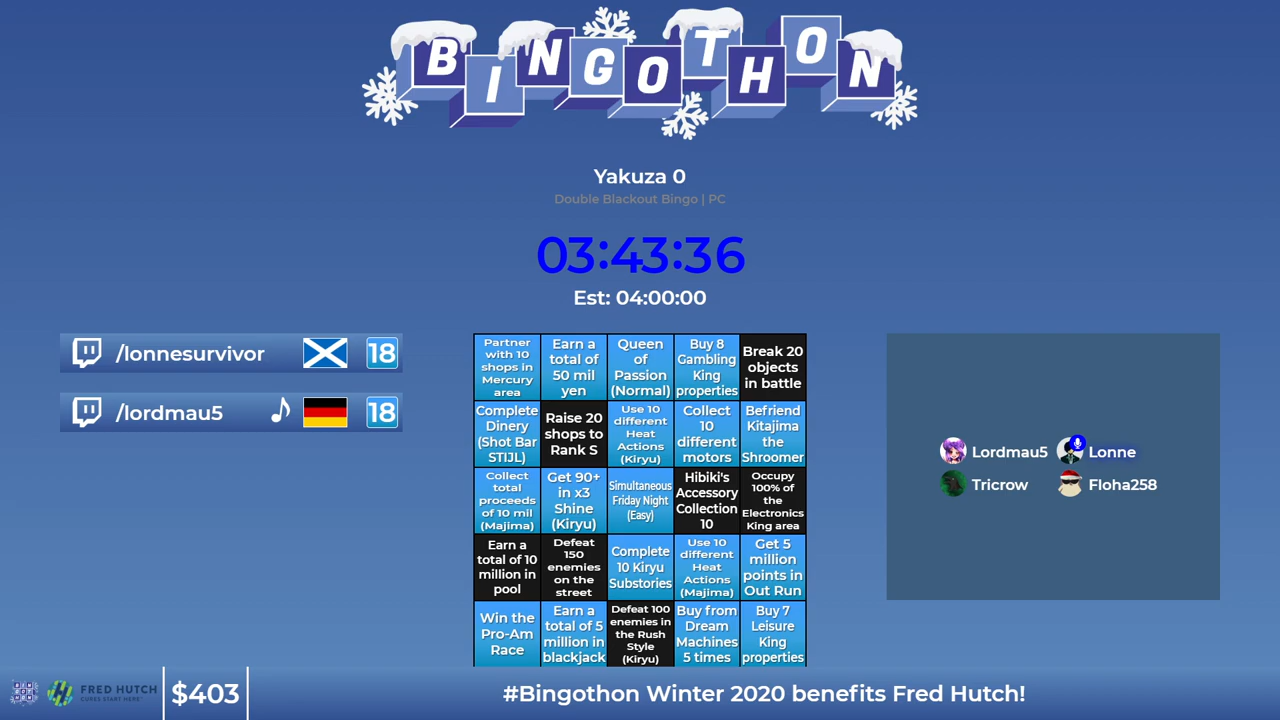 BINGOTHON
Yakuza 0
Double Blackout Bingo | PC
03:43:36
Est: 04:00:00
/lonnesurvivor 18
/lordmau5 18
Partner
with 10
shops in
Mercury
area
Earn a
total of
50 mil
yen
Queen
of
Passion
(Normal)
Buy 8
Gambling
King
properties
Break 20
objects
in battle
Complete
Dinery
(Shot Bar
STIJL)
Raise 20
shops to
Rank S
Use 10
different
Heat
Actions
(Kiryu)
Collect
10
different
motors
Befriend
Kitajima
the
Shroomer
Collect
total
proceeds
of 10 mil
(Majima)
Get 90+
in x3
Shine
(Kiryu)
Simultaneous
Friday Night
(Easy)
Hibiki's
Accessory
Collection
10
Occupy
100% of
the
Electronics
King area
Earn a
total of 10
million in
pool
Defeat
150
enemies
on the
street
Complete
10 Kiryu
Substories
Use 10
different
Heat
Actions
(Majima)
Get 5
million
points in
Out Run
Win the
Pro-Am
Race
Earn a
total of 5
million in
blackjack
Defeat 100
enemies in
the Rush
Style
(Kiryu)
Buy from
Dream
Machines
5 times
Buy 7
Leisure
King
properties
Lordmau5 Lonne
Tricrow Floha258
FRED HUTCH
CURES START HERE
$403
#Bingothon Winter 2020 benefits Fred Hutch!